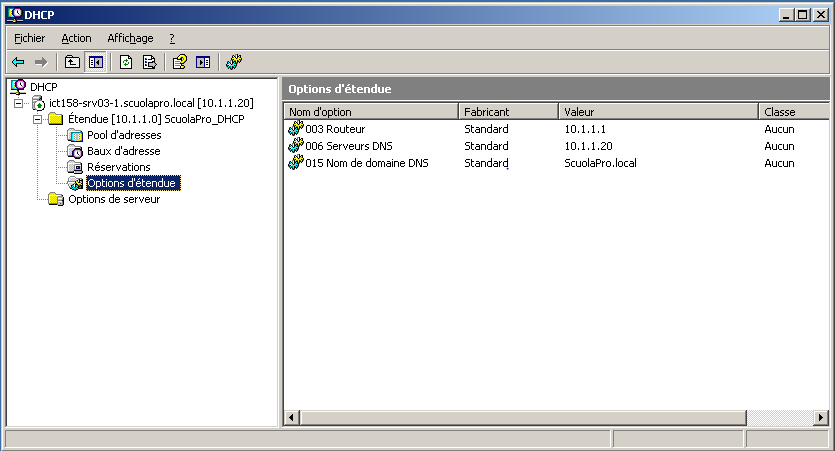 DHCP
Fichier Action Affichage ?
DHCP
ict158-srv03-1.scuolapro.local [10.1.1.20]
Étendue [10.1.1.0] ScuolaPro_DHCP
Pool d'adresses
Baux d'adresse
Réservations
Options d'étendue
Options de serveur
Options d'étendue
Nom d'option Fabricant Valeur Classe
003 Routeur Standard 10.1.1.1 Aucun
006 Serveurs DNS Standard 10.1.1.20 Aucun
015 Nom de domaine DNS Standard ScuolaPro.local Aucun